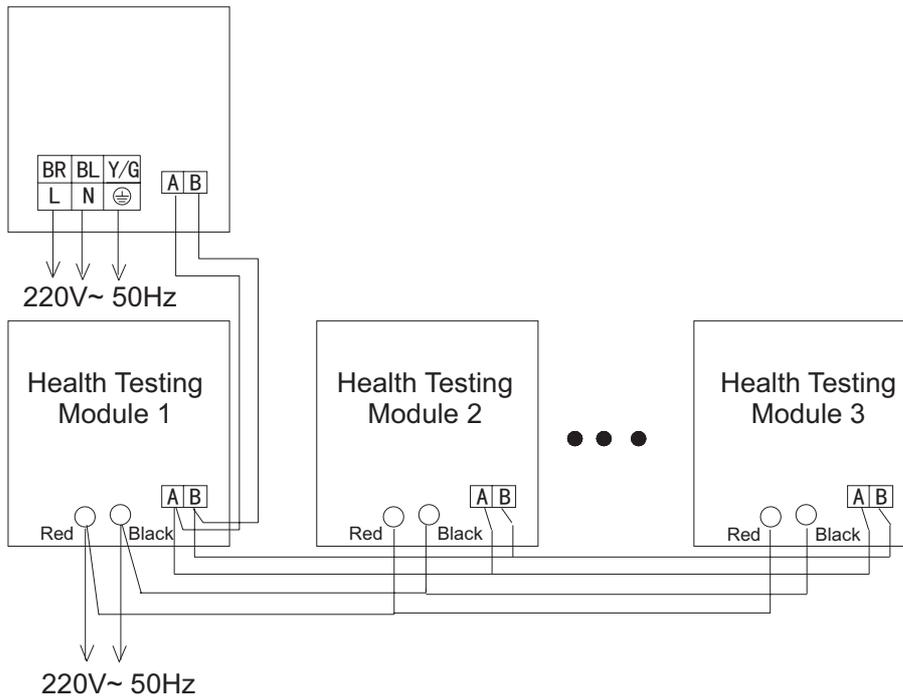 BR BL Y/G
L N
A B
220V~ 50Hz
Health Testing
Module 1
A B
Red Black
Health Testing
Module 2
A B
Red Black
Health Testing
Module 3
A B
Red Black
220V~ 50Hz